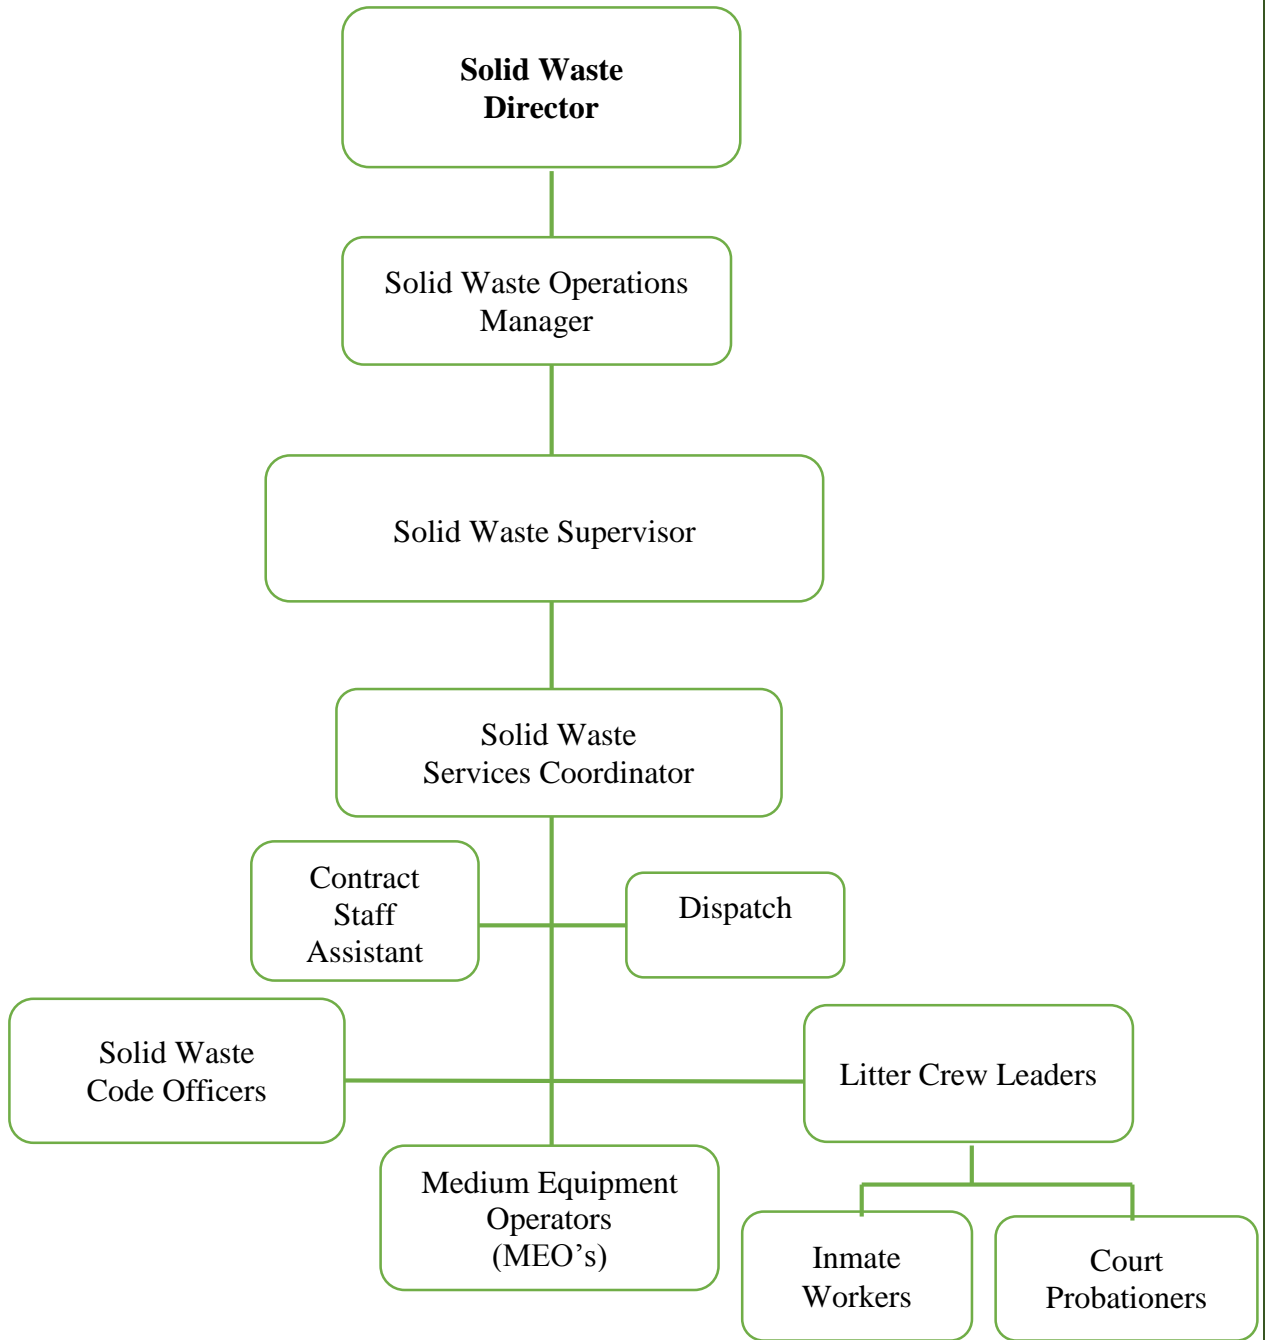 Solid Waste
Director
Solid Waste Operations
Manager
Solid Waste Supervisor
Solid Waste
Services Coordinator
Contract
Staff
Assistant
Dispatch
Solid Waste
Code Officers
Litter Crew Leaders
Medium Equipment
Operators
(MEO’s)
Inmate
Workers
Court
Probationers